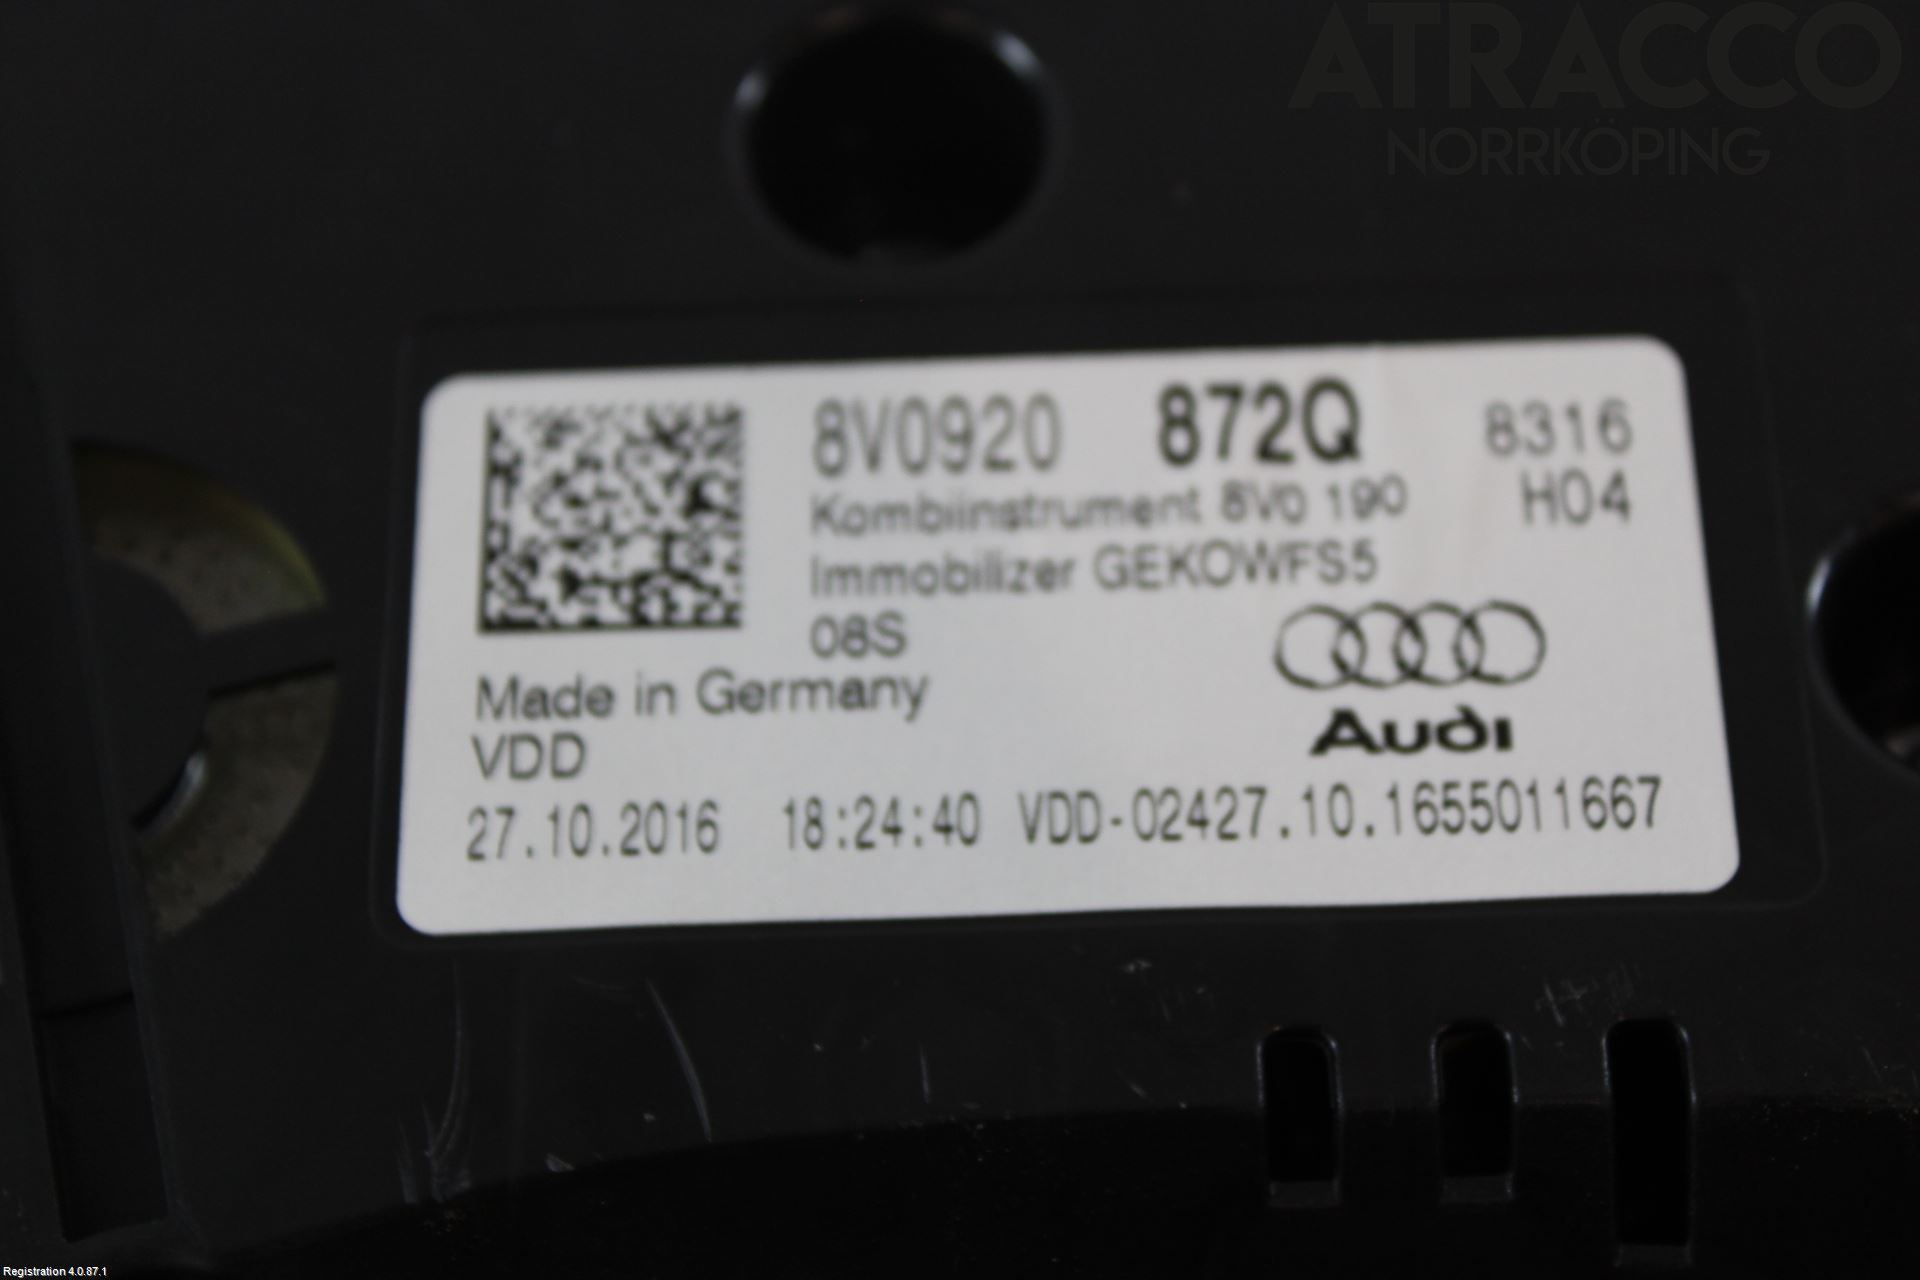 ATRACCO
NORRKÖPING
8V0920 872Q 8316
Kombiinstrument 8V0 190 H04
Immobilizer GEKOWFS5
08S
Audi
Made in Germany
VDD
27.10.2016 18:24:40 VDD-02427.10.1655011667
Registration 4.0.87.1